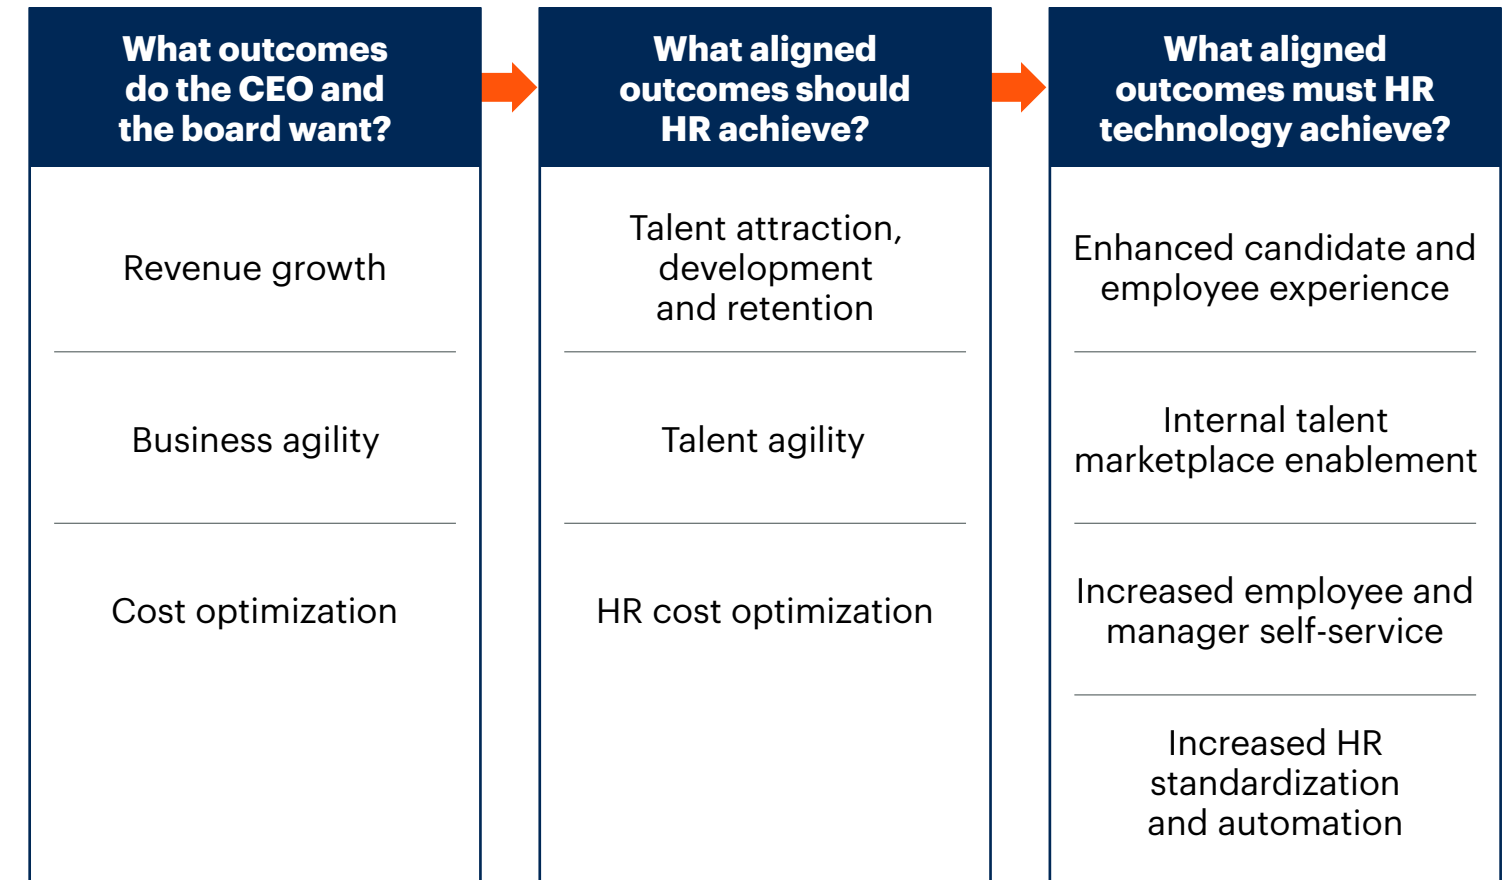 What outcomes
do the CEO and
the board want?
Revenue growth
Business agility
Cost optimization
What aligned
outcomes should
HR achieve?
Talent attraction,
development
and retention
Talent agility
HR cost optimization
What aligned
outcomes must HR
technology achieve?
Enhanced candidate and
employee experience
Internal talent
marketplace enablement
Increased employee and
manager self-service
Increased HR
standardization
and automation